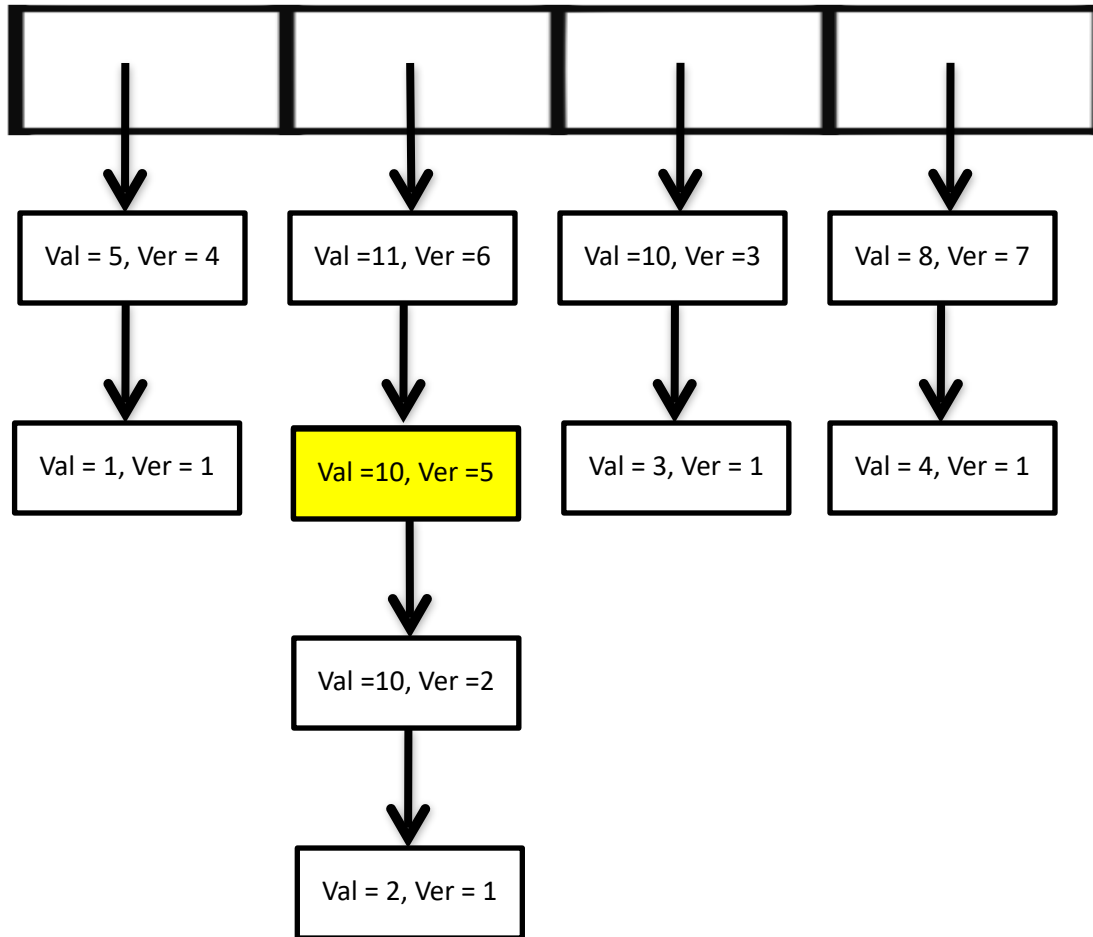 Val = 5, Ver = 4
Val =11, Ver =6
Val =10, Ver =3
Val = 8, Ver = 7
Val = 1, Ver = 1
Val =10, Ver =5
Val = 3, Ver = 1
Val = 4, Ver = 1
Val =10, Ver =2
Val = 2, Ver = 1